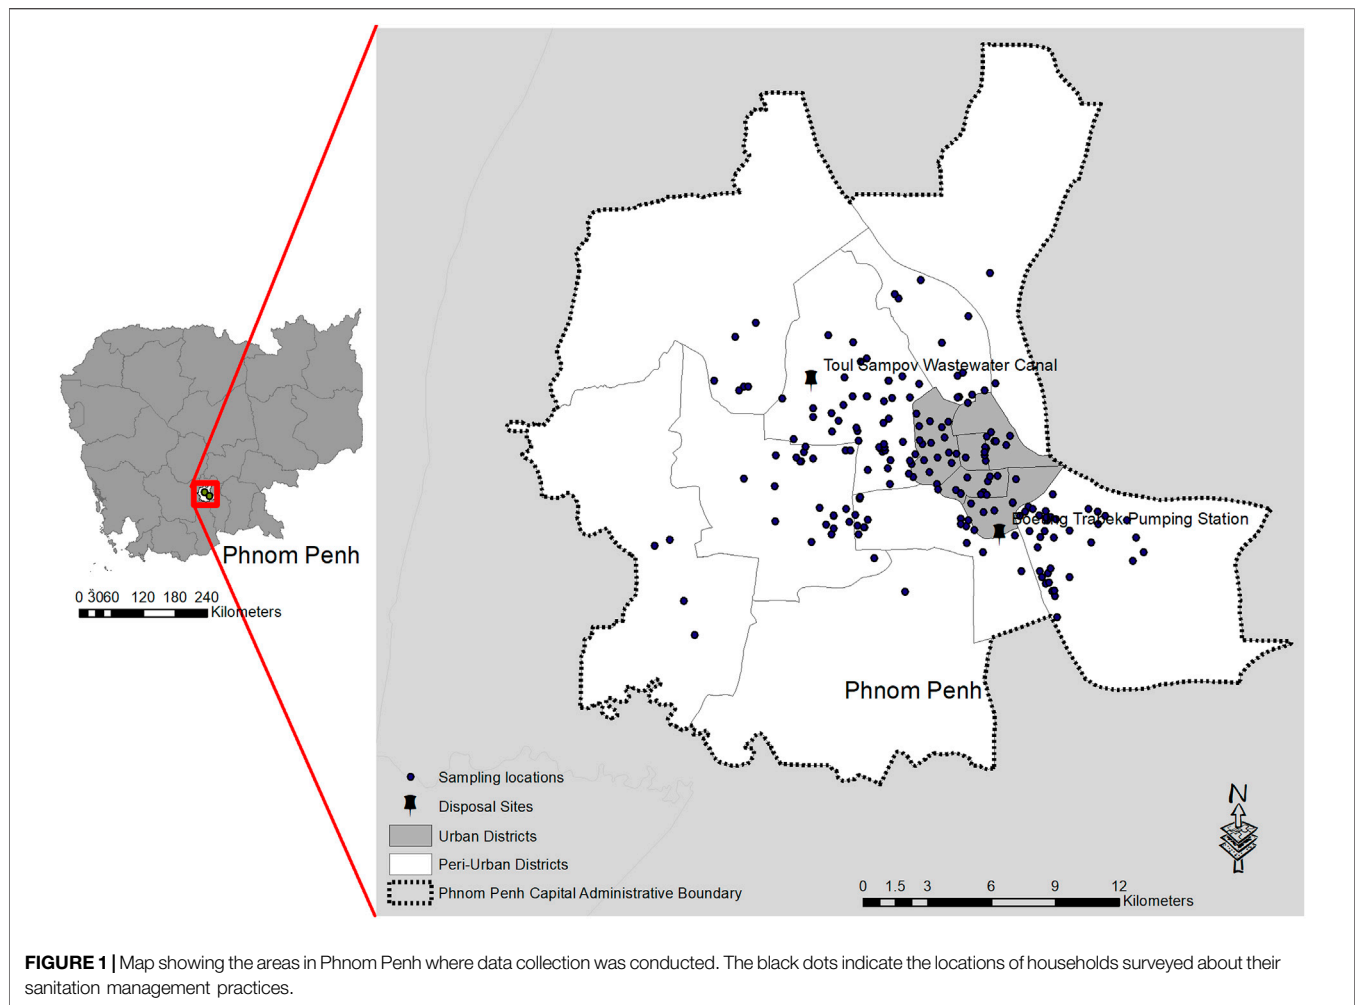 Toul Sampov Wastewater Canal
Boeung Trabek Pumping Station
Phnom Penh
0 3060 120 180 240
Kilometers
Phnom Penh
Sampling locations
Disposal Sites
Urban Districts
Peri-Urban Districts
Phnom Penh Capital Administrative Boundary
N
0 1.5 3 6 9 12
Kilometers
FIGURE 1 | Map showing the areas in Phnom Penh where data collection was conducted. The black dots indicate the locations of households surveyed about their
sanitation management practices.